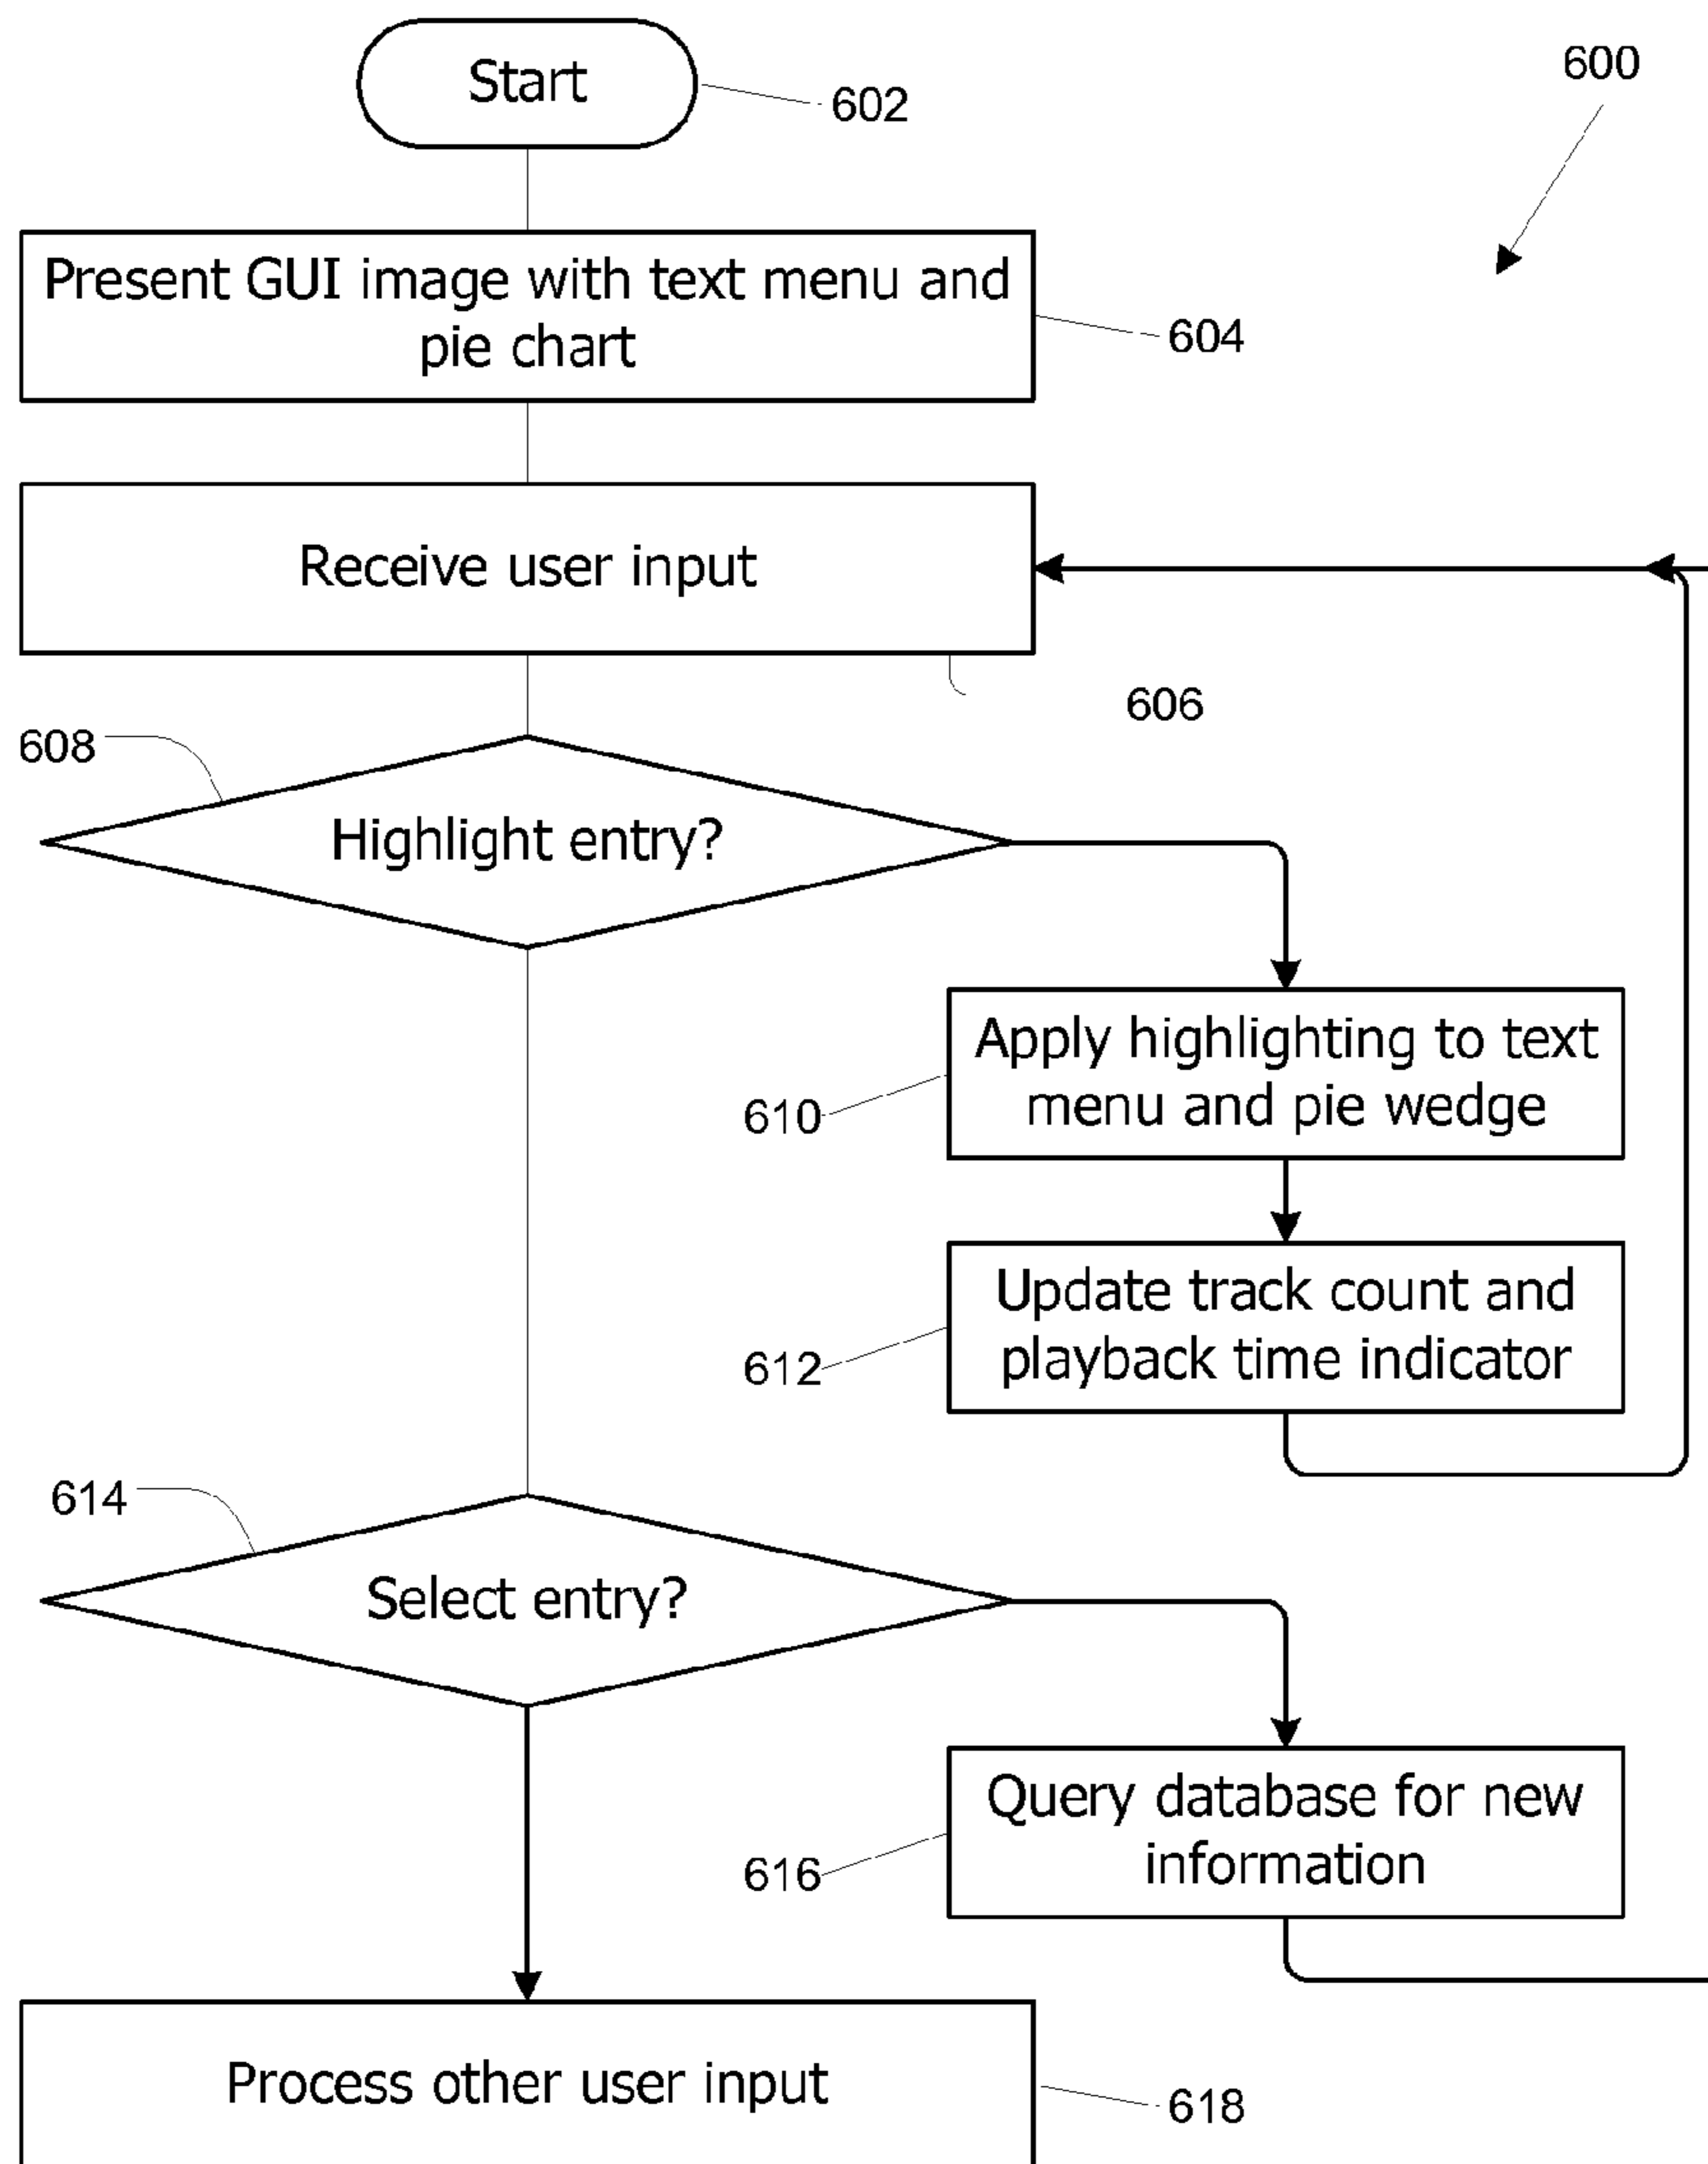 Start
600
602
Present GUI image with text menu and
pie chart
604
Receive user input
606
608
Highlight entry?
Apply highlighting to text
menu and pie wedge
610
Update track count and
playback time indicator
612
614
Select entry?
Query database for new
information
616
Process other user input
618